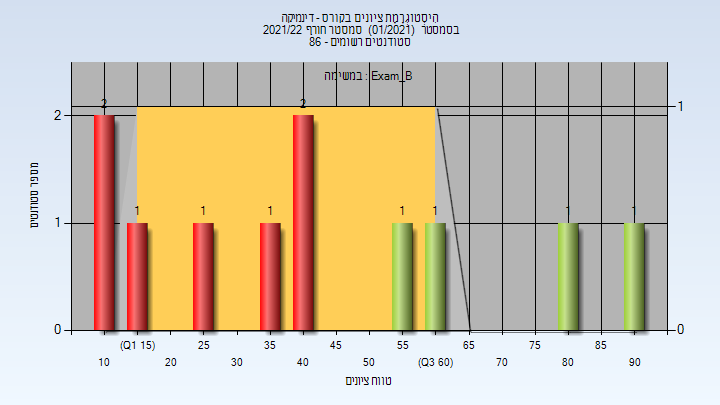 היסטוגרמת ציונים בקורס - דינמיקה
בסמסטר (01/2021) סמסטר חורף 2021/22
סטודנטים רשומים - 86
במשימה : Exam_B
מספר סטודנטים
2
1
0
1
0
2
1
1
1
2
1
1
1
1
(Q1 15) 25 35 45 55 65 75 85
10 20 30 40 50 (Q3 60) 70 80 90
טווח ציונים